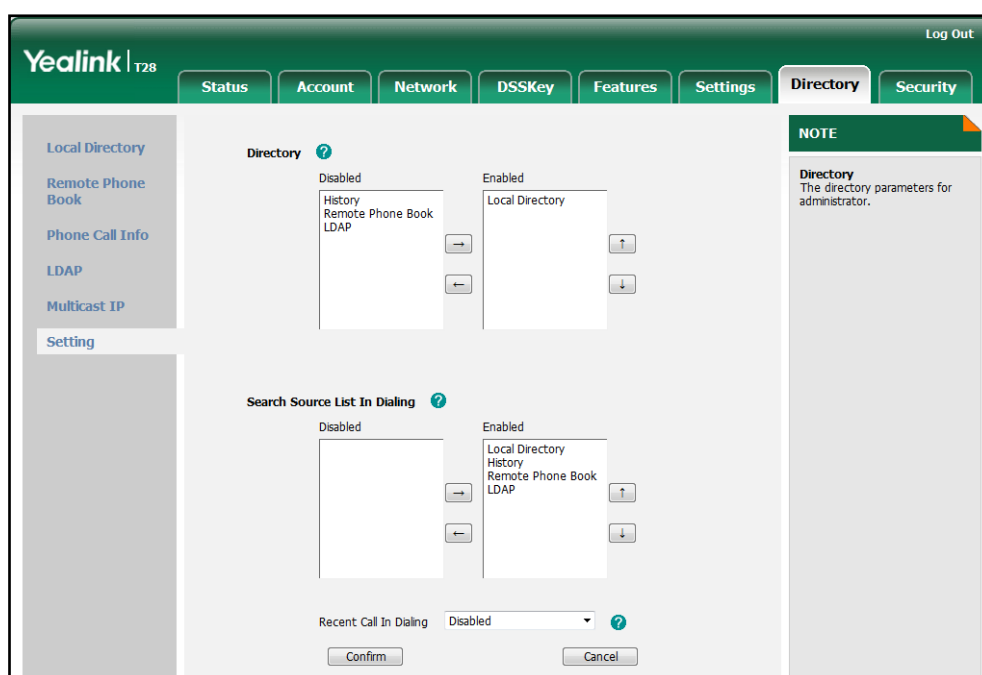 Log Out
Yealink T28
Status Account Network DSSKey Features Settings Directory Security
Local Directory
Remote Phone
Book
Phone Call Info
LDAP
Multicast IP
Setting
Directory ?
Disabled Enabled
History
Remote Phone Book
LDAP
Local Directory
→
←
↑
↓
Search Source List In Dialing ?
Disabled Enabled
Local Directory
History
Remote Phone Book
LDAP
→
←
↑
↓
Recent Call In Dialing Disabled ?
Confirm Cancel
NOTE
Directory
The directory parameters for
administrator.